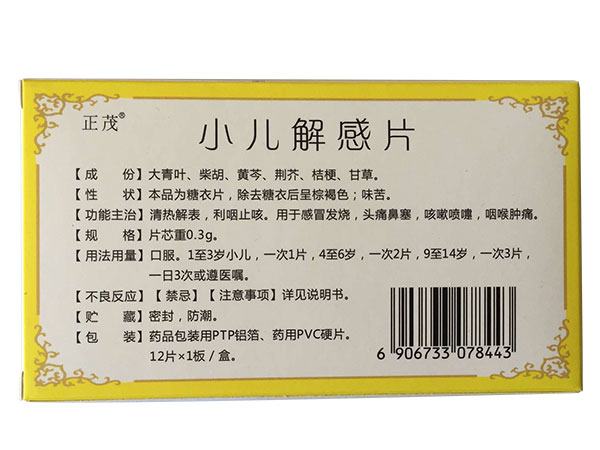 正茂®
小儿解感片
【成份】大青叶、柴胡、黄芩、荆芥、桔梗、甘草。
【性状】本品为糖衣片，除去糖衣后呈棕褐色；味苦。
【功能主治】清热解表，利咽止咳。用于感冒发烧，头痛鼻塞，咳嗽喷嚏，咽喉肿痛。
【规格】片芯重0.3g。
【用法用量】口服。1至3岁小儿，一次1片，4至6岁，一次2片，9至14岁，一次3片，
一日3次或遵医嘱。
【不良反应】【禁忌】【注意事项】详见说明书。
【贮藏】密封，防潮。
【包装】药品包装用PTP铝箔、药用PVC硬片。
12片×1板/盒。
6 906733 078443